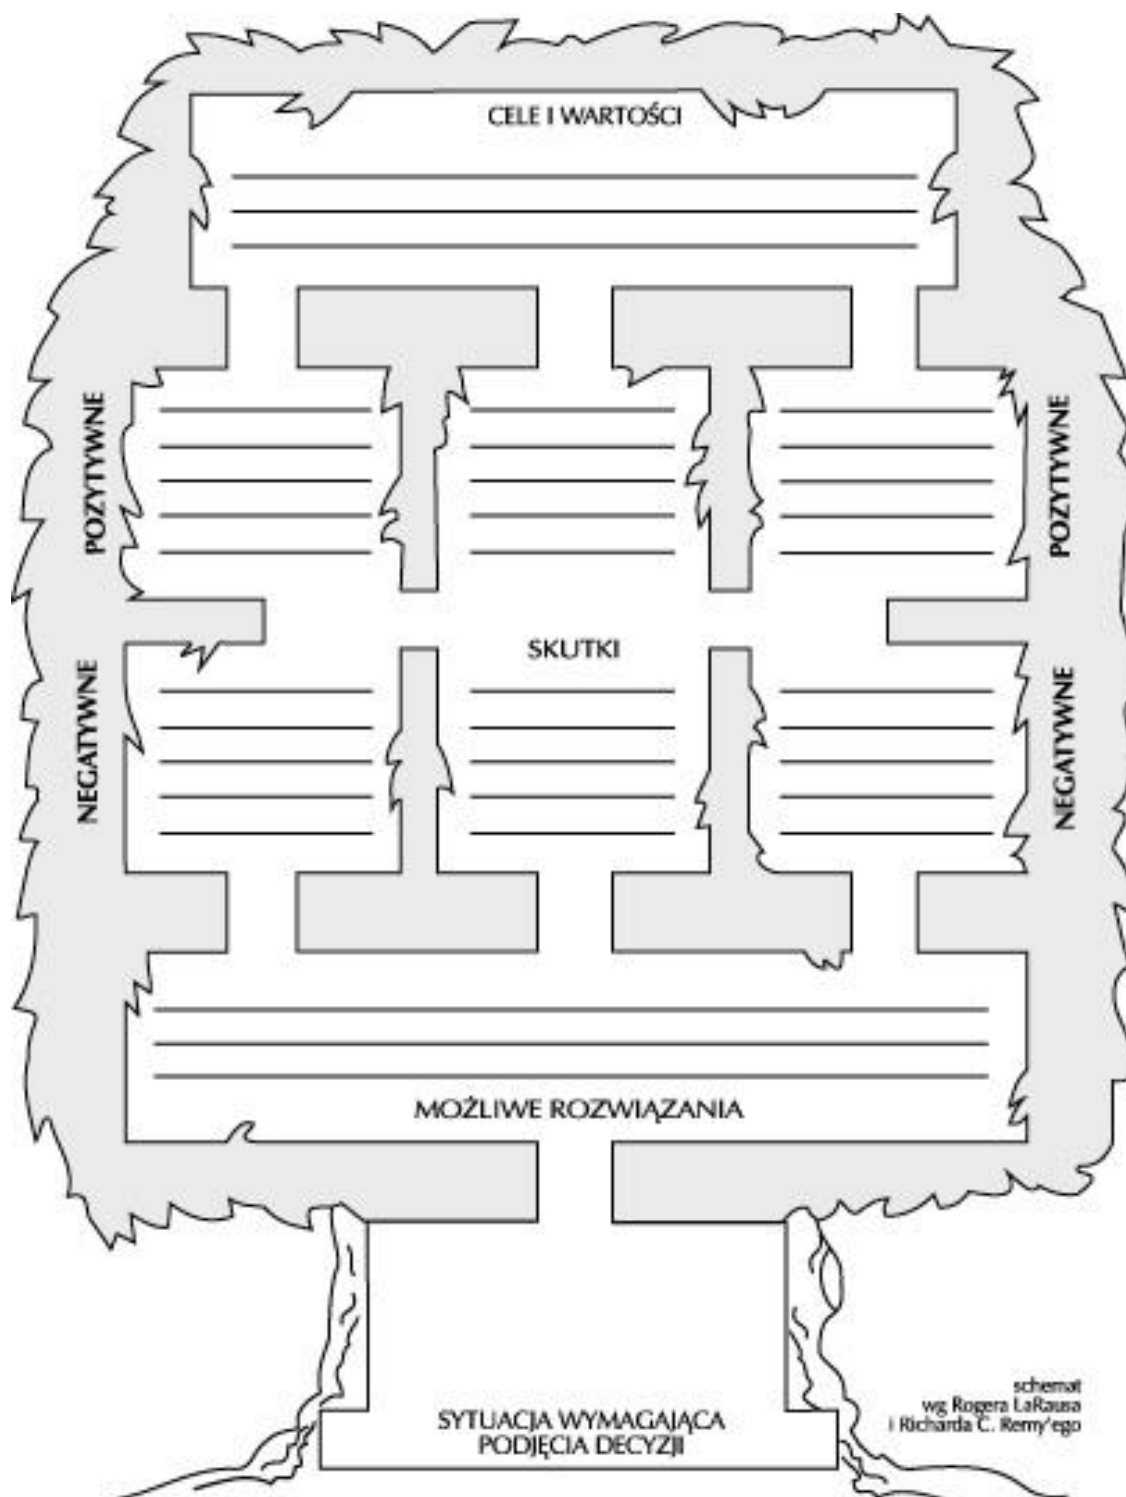 CELE I WARTOŚCI
POZYTYWNE
POZYTYWNE
SKUTKI
NEGATYWNE
NEGATYWNE
MOŻLIWE ROZWIĄZANIA
SYTUACJA WYMAGAJĄCA
PODJĘCIA DECYZJI
schemat
wg Rogera LaRausa
i Richarda C. Remy'ego